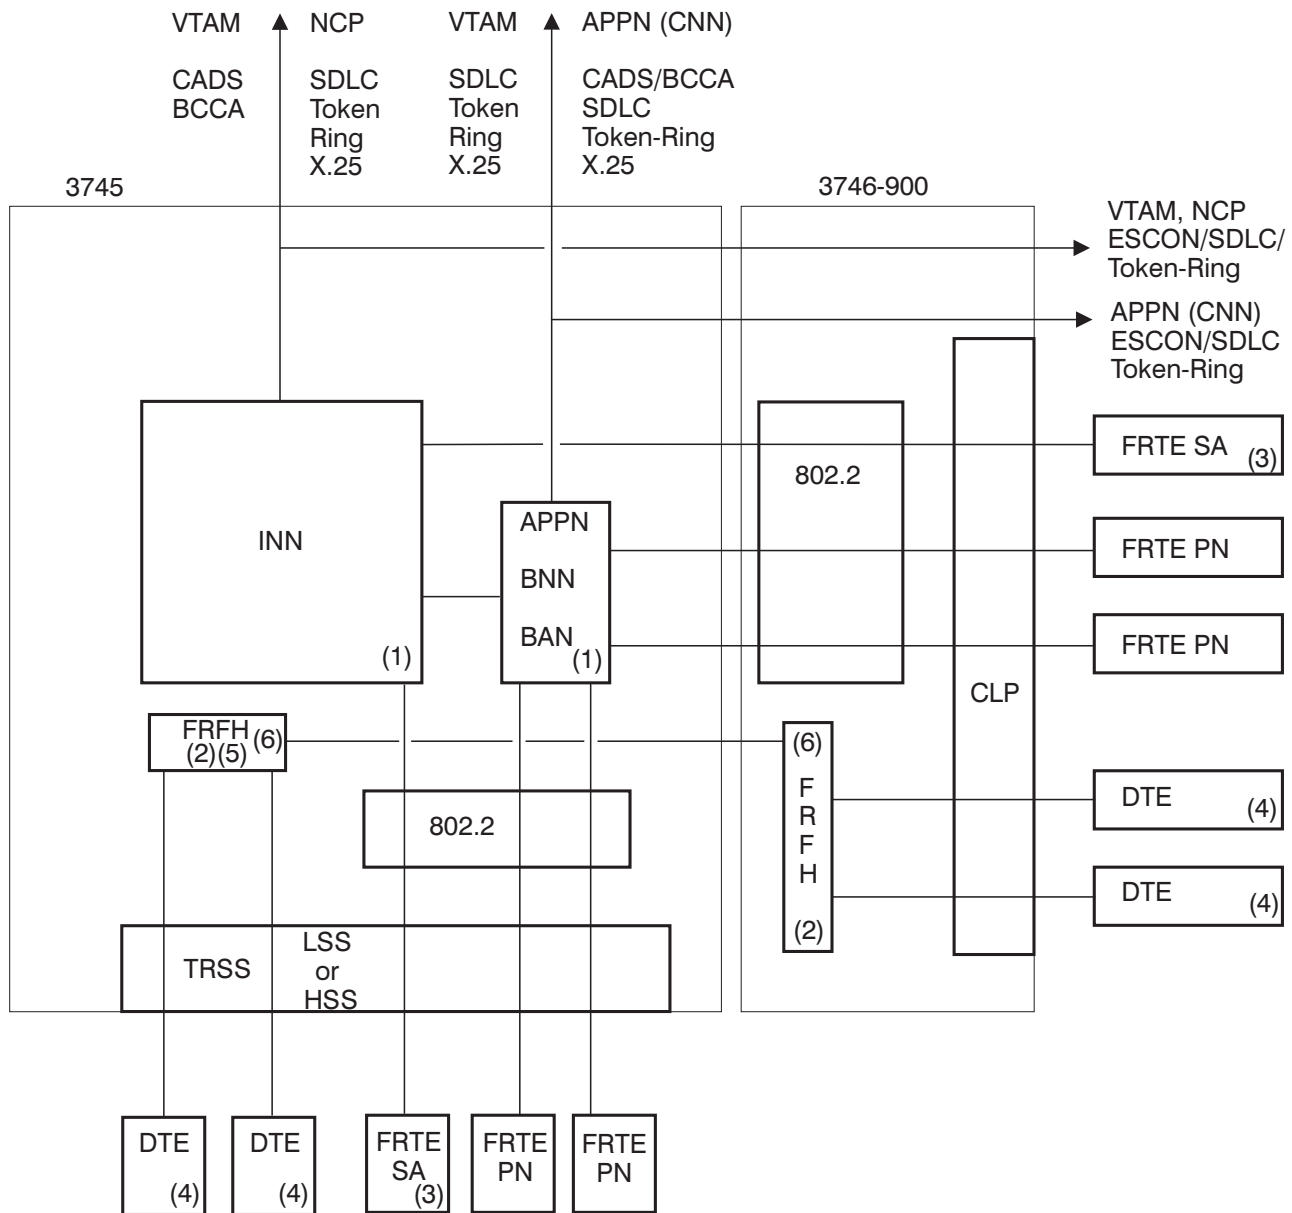 VTAM
NCP
VTAM
APPN (CNN)
CADS
BCCA
SDLC
Token
Ring
X.25
SDLC
Token
Ring
X.25
CADS/BCCA
SDLC
Token-Ring
X.25
3745
3746-900
VTAM, NCP
ESCON/SDLC/
Token-Ring
APPN (CNN)
ESCON/SDLC
Token-Ring
INN
(1)
APPN
BNN
BAN
(1)
802.2
CLP
FRTE SA
(3)
FRTE PN
FRTE PN
FRFH
(2)(5)
(6)
(6)
F
R
F
H
(2)
DTE
(4)
DTE
(4)
802.2
TRSS
LSS
or
HSS
DTE
(4)
DTE
(4)
FRTE
SA
(3)
FRTE
PN
FRTE
PN